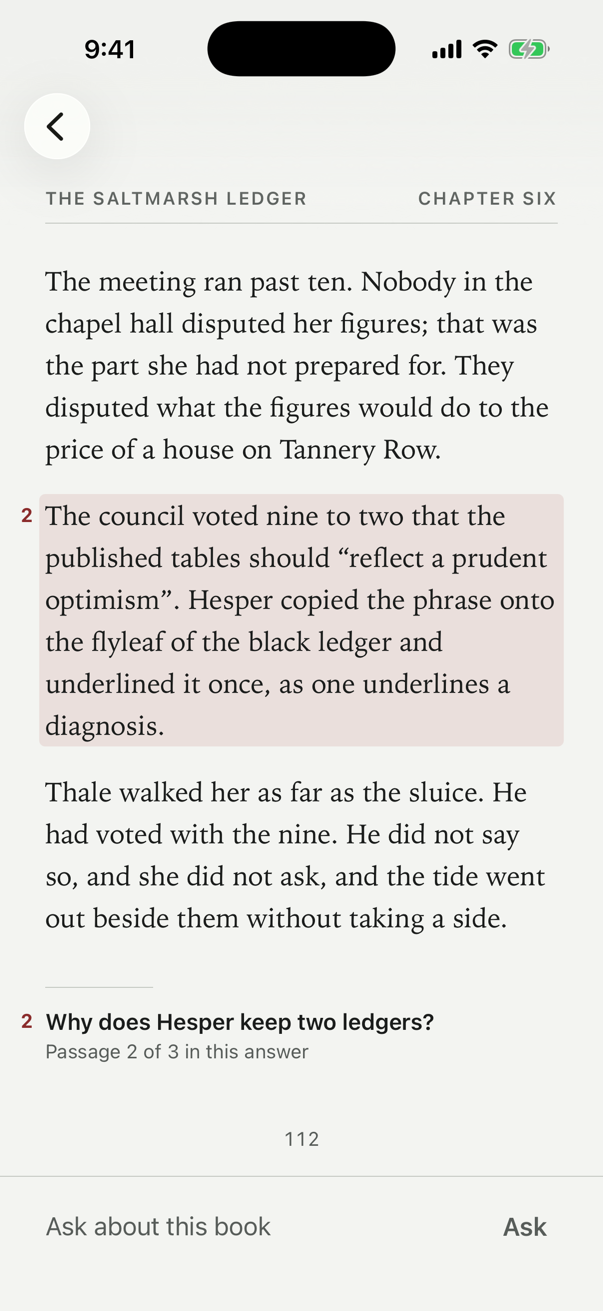 9:41
THE SALTMARSH LEDGER CHAPTER SIX
The meeting ran past ten. Nobody in the
chapel hall disputed her figures; that was
the part she had not prepared for. They
disputed what the figures would do to the
price of a house on Tannery Row.
2 The council voted nine to two that the
published tables should “reflect a prudent
optimism”. Hesper copied the phrase onto
the flyleaf of the black ledger and
underlined it once, as one underlines a
diagnosis.
Thale walked her as far as the sluice. He
had voted with the nine. He did not say
so, and she did not ask, and the tide went
out beside them without taking a side.
2 Why does Hesper keep two ledgers?
Passage 2 of 3 in this answer
112
Ask about this book Ask